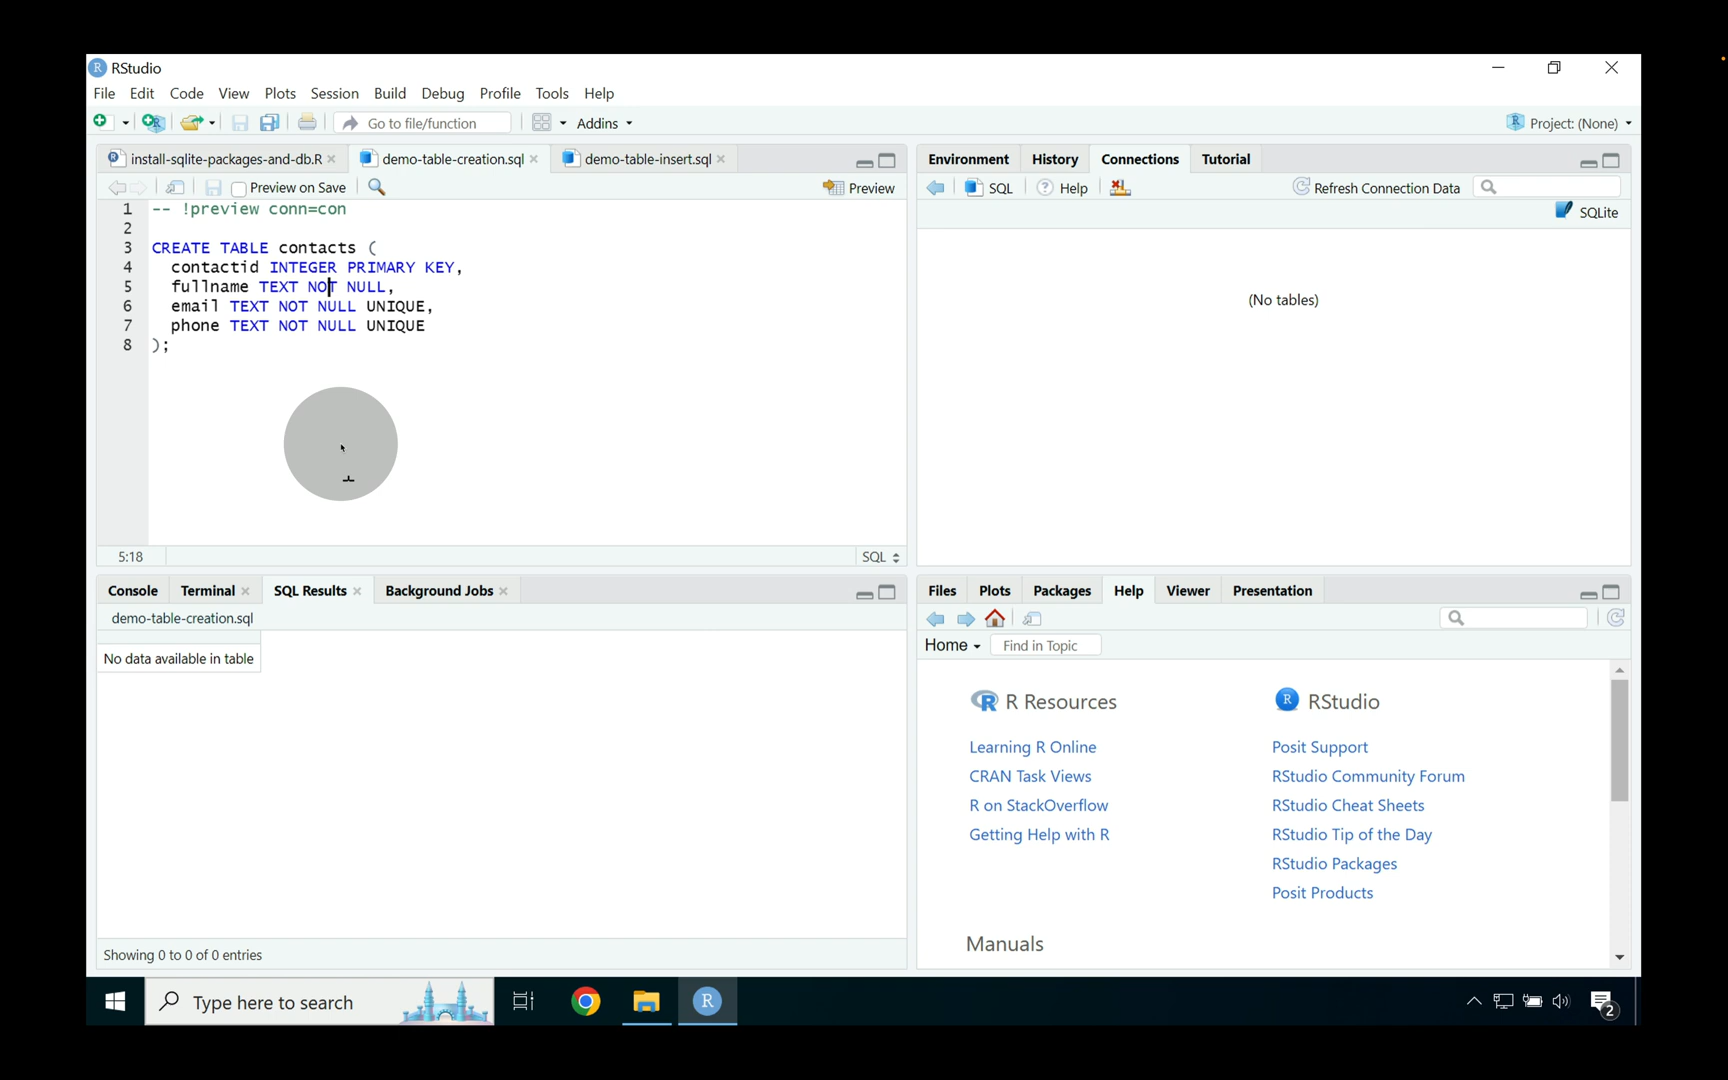 RStudio
File Edit Code View Plots Session Build Debug Profile Tools Help
Go to file/function Addins Project: (None)
install-sqlite-packages-and-db.R demo-table-creation.sql demo-table-insert.sql
Preview on Save Preview
1 -- !preview conn=con
2
3 CREATE TABLE contacts (
4 contactid INTEGER PRIMARY KEY,
5 fullname TEXT NOT NULL,
6 email TEXT NOT NULL UNIQUE,
7 phone TEXT NOT NULL UNIQUE
8 );
5:18 SQL
Environment History Connections Tutorial
SQL Help Refresh Connection Data
SQLite
(No tables)
Console Terminal SQL Results Background Jobs
demo-table-creation.sql
No data available in table
Showing 0 to 0 of 0 entries
Files Plots Packages Help Viewer Presentation
Home Find in Topic
R Resources
Learning R Online
CRAN Task Views
R on StackOverflow
Getting Help with R
RStudio
Posit Support
RStudio Community Forum
RStudio Cheat Sheets
RStudio Tip of the Day
RStudio Packages
Posit Products
Manuals
Type here to search
2